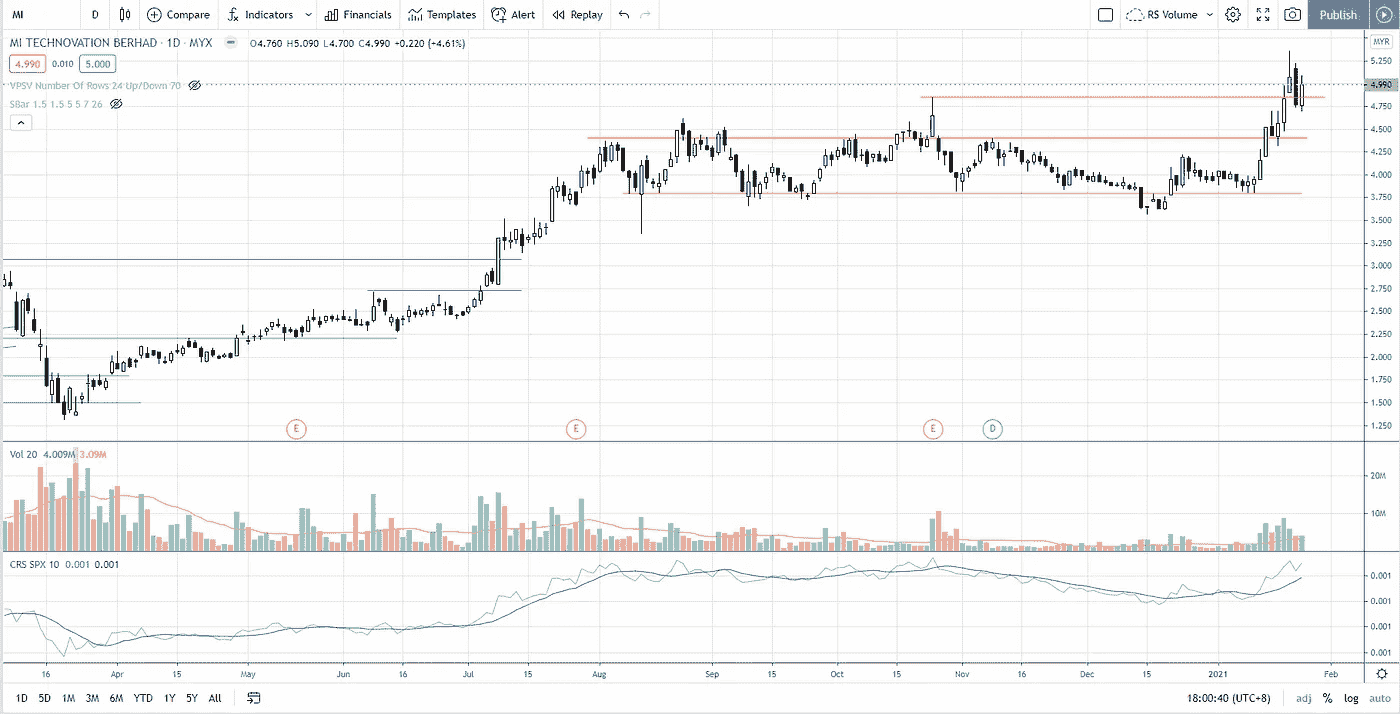 MI D Compare Indicators Financials Templates Alert Replay RS Volume Publish
MI TECHNOVATION BERHAD · 1D · MYX O4.760 H5.090 L4.700 C4.990 +0.220 (+4.61%)
MYR
4.990 0.010 5.000
5.250
VPSV Number Of Rows 24 Up/Down 70
4.990
SBar 1.5 1.5 5 5 7 26
4.750
4.500
4.250
4.000
3.750
3.500
3.250
3.000
2.750
2.500
2.250
2.000
1.750
1.500
1.250
E E E D
Vol 20 4.009M 3.09M
20M
10M
CRS SPX 10 0.001 0.001
0.001
0.001
0.001
0.001
16 Apr 15 May Jun 16 Jul 15 Aug Sep 15 Oct 15 Nov 16 Dec 15 2021 Feb
1D 5D 1M 3M 6M YTD 1Y 5Y All 18:00:40 (UTC+8) adj % log auto